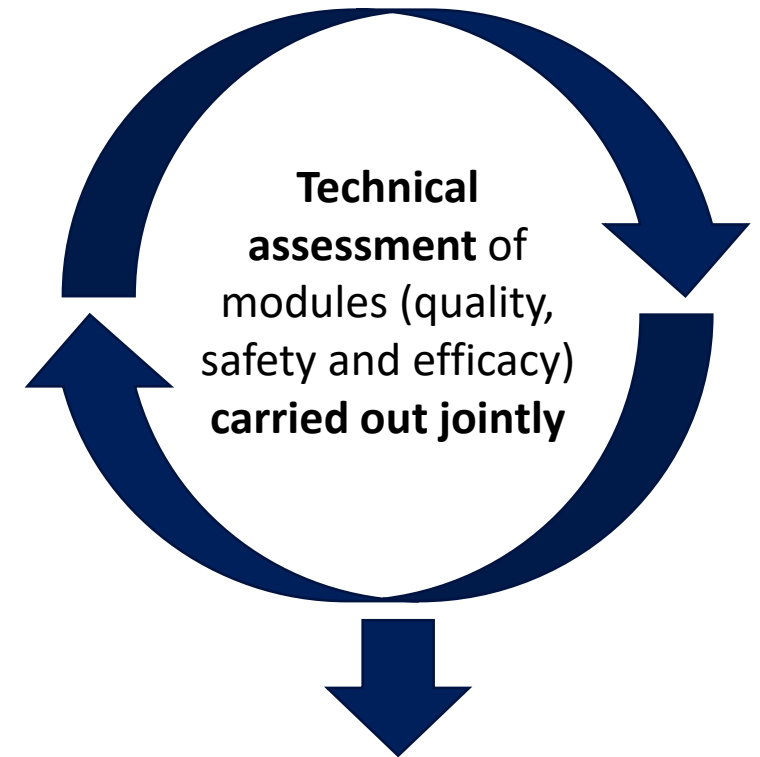 Technical
assessment of
modules (quality,
safety and efficacy)
carried out jointly